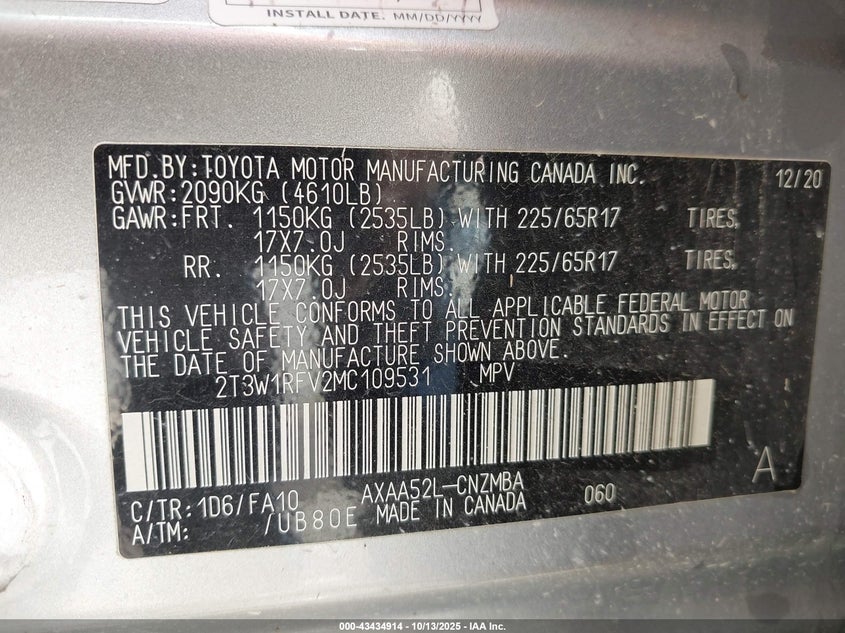 INSTALL DATE. MM/DD/YYYY
MFD.BY:TOYOTA MOTOR MANUFACTURING CANADA INC. 12/20
GVWR:2090KG (4610LB)
GAWR:FRT. 1150KG (2535LB) WITH 225/65R17 TIRES,
17X7.0J RIMS.
RR. 1150KG (2535LB) WITH 225/65R17 TIRES,
17X7.0J RIMS.
THIS VEHICLE CONFORMS TO ALL APPLICABLE FEDERAL MOTOR
VEHICLE SAFETY AND THEFT PREVENTION STANDARDS IN EFFECT ON
THE DATE OF MANUFACTURE SHOWN ABOVE.
2T3W1RFV2MC109531 MPV
A
C/TR:1D6/FA10 AXAA52L-CNZMBA 060
A/TM: /UB80E MADE IN CANADA
000-43434914 - 10/13/2025 - IAA Inc.